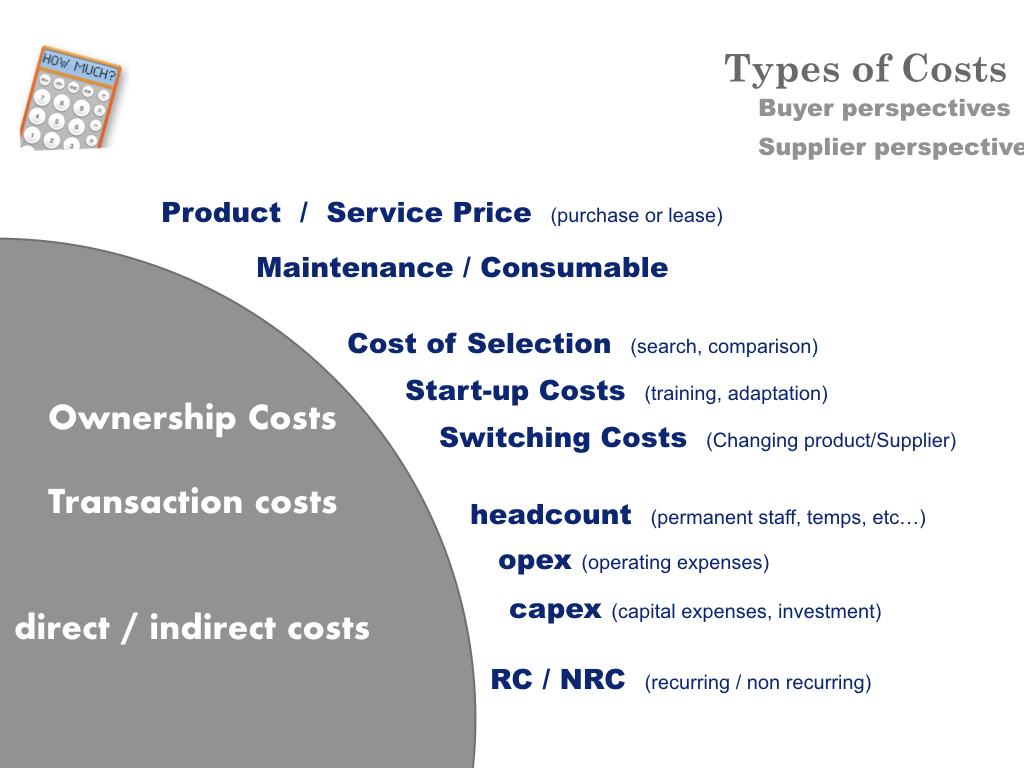 HOW MUCH?
Types of Costs
Buyer perspectives
Supplier perspective
Product / Service Price (purchase or lease)
Maintenance / Consumable
Cost of Selection (search, comparison)
Start-up Costs (training, adaptation)
Ownership Costs
Switching Costs (Changing product/Supplier)
Transaction costs
headcount (permanent staff, temps, etc…)
opex (operating expenses)
capex (capital expenses, investment)
direct / indirect costs
RC / NRC (recurring / non recurring)